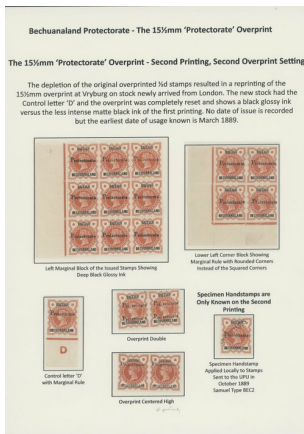 Bechuanaland Protectorate - The 15½mm 'Protectorate' Overprint
The 15½mm 'Protectorate' Overprint - Second Printing, Second Overprint Setting
The depletion of the original overprinted ½d stamps resulted in a reprinting of the
15½mm overprint at Vryburg on stock newly arrived from London. The new stock had the
Control letter 'D' and the overprint was completely reset and shows a black glossy ink
versus the less intense matte black ink of the first printing. No date of issue is recorded
but the earliest date of usage known is March 1889.
Left Marginal Block of the Issued Stamps Showing
Deep Black Glossy Ink
Lower Left Corner Block Showing
Marginal Rule with Rounded Corners
Instead of the Squared Corners
D
Control letter 'D'
with Marginal Rule
Overprint Double
Overprint Centered High
Specimen Handstamps are
Only Known on the Second
Printing
Specimen Handstamp
Applied Locally to Stamps
Sent to the UPU in
October 1889
Samuel Type BEC2